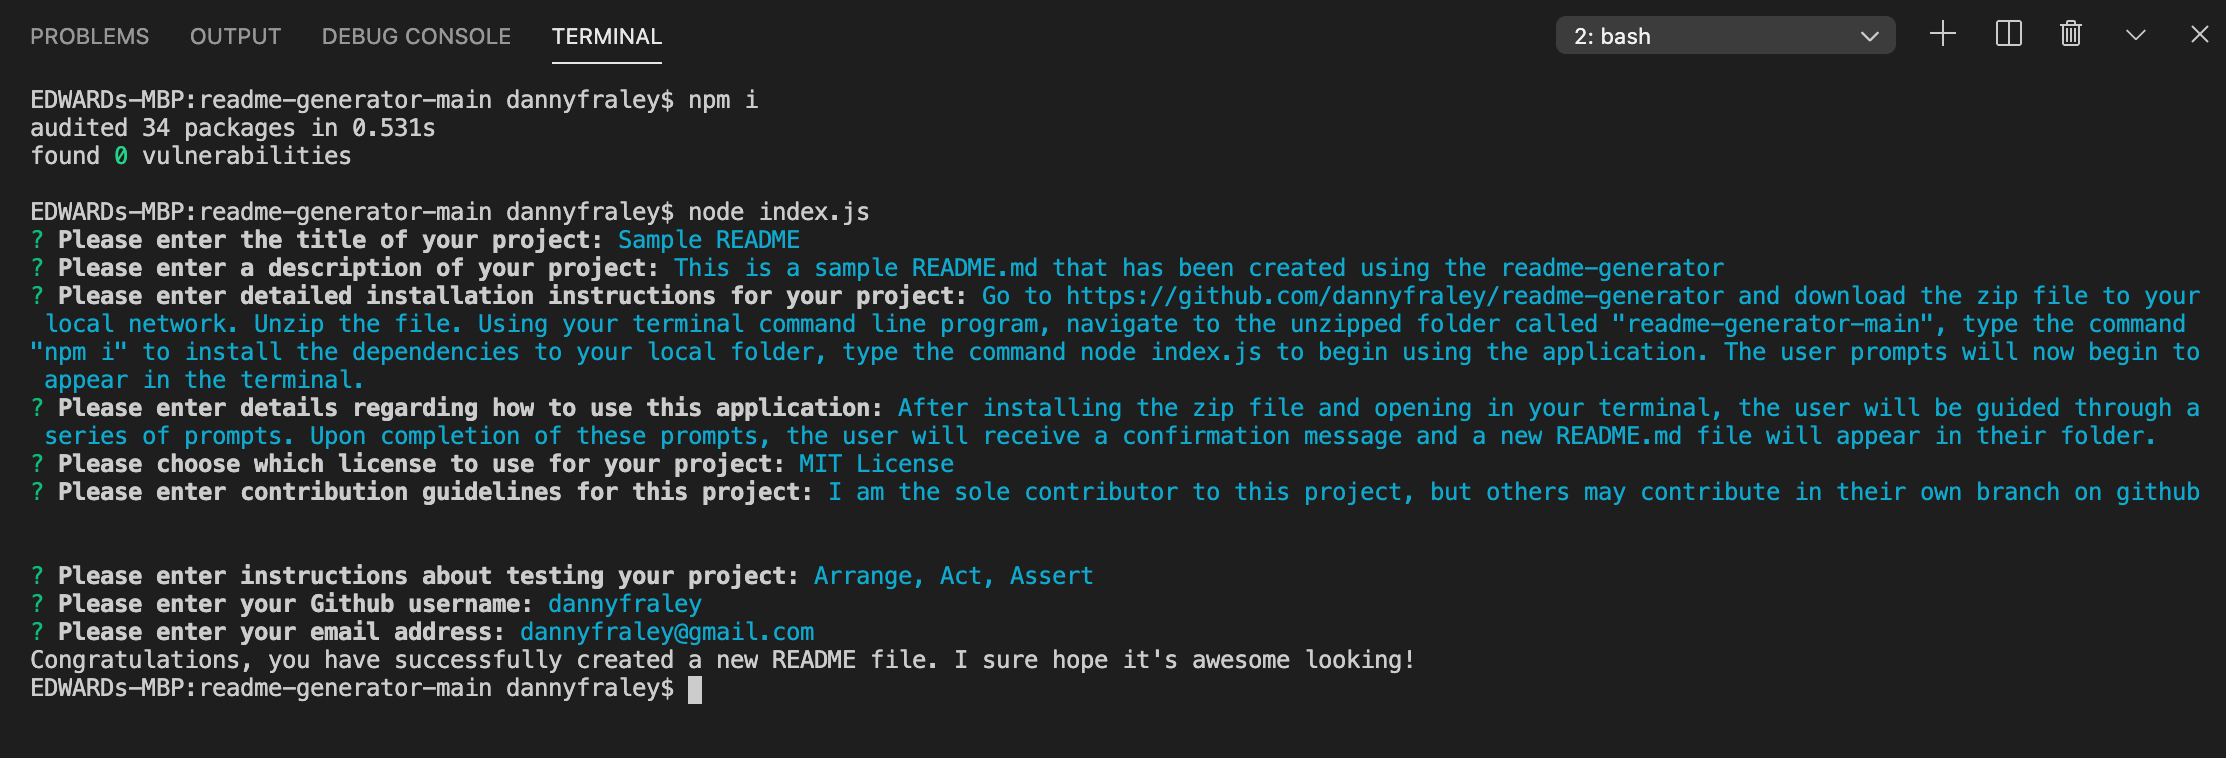 PROBLEMS OUTPUT DEBUG CONSOLE TERMINAL 2: bash
EDWARDs-MBP:readme-generator-main dannyfraley$ npm i
audited 34 packages in 0.531s
found 0 vulnerabilities
EDWARDs-MBP:readme-generator-main dannyfraley$ node index.js
? Please enter the title of your project: Sample README
? Please enter a description of your project: This is a sample README.md that has been created using the readme-generator
? Please enter detailed installation instructions for your project: Go to https://github.com/dannyfraley/readme-generator and download the zip file to your
local network. Unzip the file. Using your terminal command line program, navigate to the unzipped folder called "readme-generator-main", type the command
"npm i" to install the dependencies to your local folder, type the command node index.js to begin using the application. The user prompts will now begin to
appear in the terminal.
? Please enter details regarding how to use this application: After installing the zip file and opening in your terminal, the user will be guided through a
series of prompts. Upon completion of these prompts, the user will receive a confirmation message and a new README.md file will appear in their folder.
? Please choose which license to use for your project: MIT License
? Please enter contribution guidelines for this project: I am the sole contributor to this project, but others may contribute in their own branch on github
? Please enter instructions about testing your project: Arrange, Act, Assert
? Please enter your Github username: dannyfraley
? Please enter your email address: dannyfraley@gmail.com
Congratulations, you have successfully created a new README file. I sure hope it's awesome looking!
EDWARDs-MBP:readme-generator-main dannyfraley$